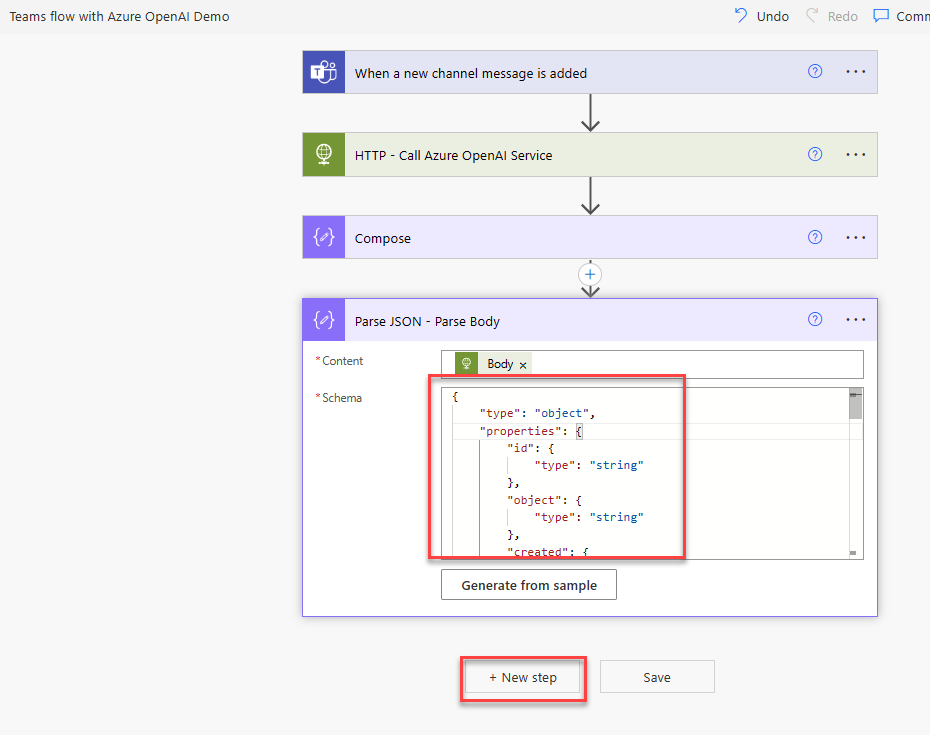 Teams flow with Azure OpenAI Demo
Undo
Redo
Comm
When a new channel message is added
HTTP - Call Azure OpenAI Service
Compose
Parse JSON - Parse Body
*Content
Body ×
*Schema
{
"type": "object",
"properties": {
"id": {
"type": "string"
},
"object": {
"type": "string"
},
"created": {
Generate from sample
+ New step
Save